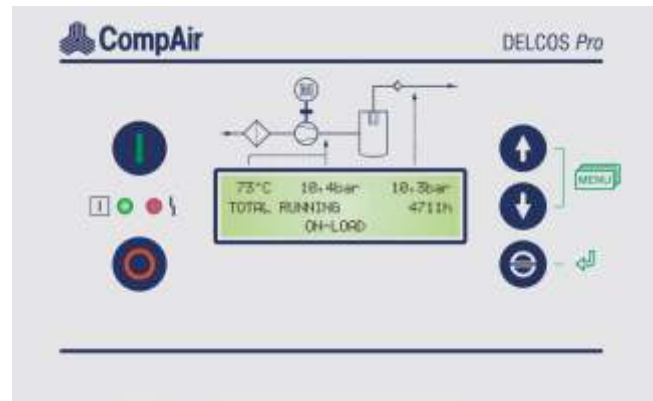 CompAir
DELCOS Pro
M
73°C 10.4bar 10.3bar
TOTAL RUNNING 4711h
ON-LOAD
MENU